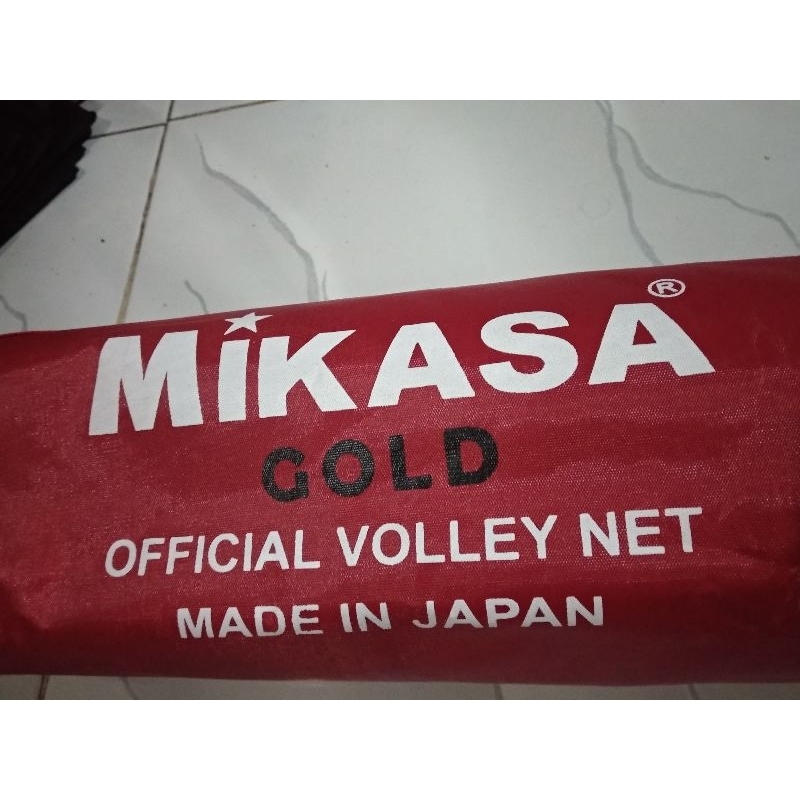 MiKASA®
GOLD
OFFICIAL VOLLEY NET
MADE IN JAPAN